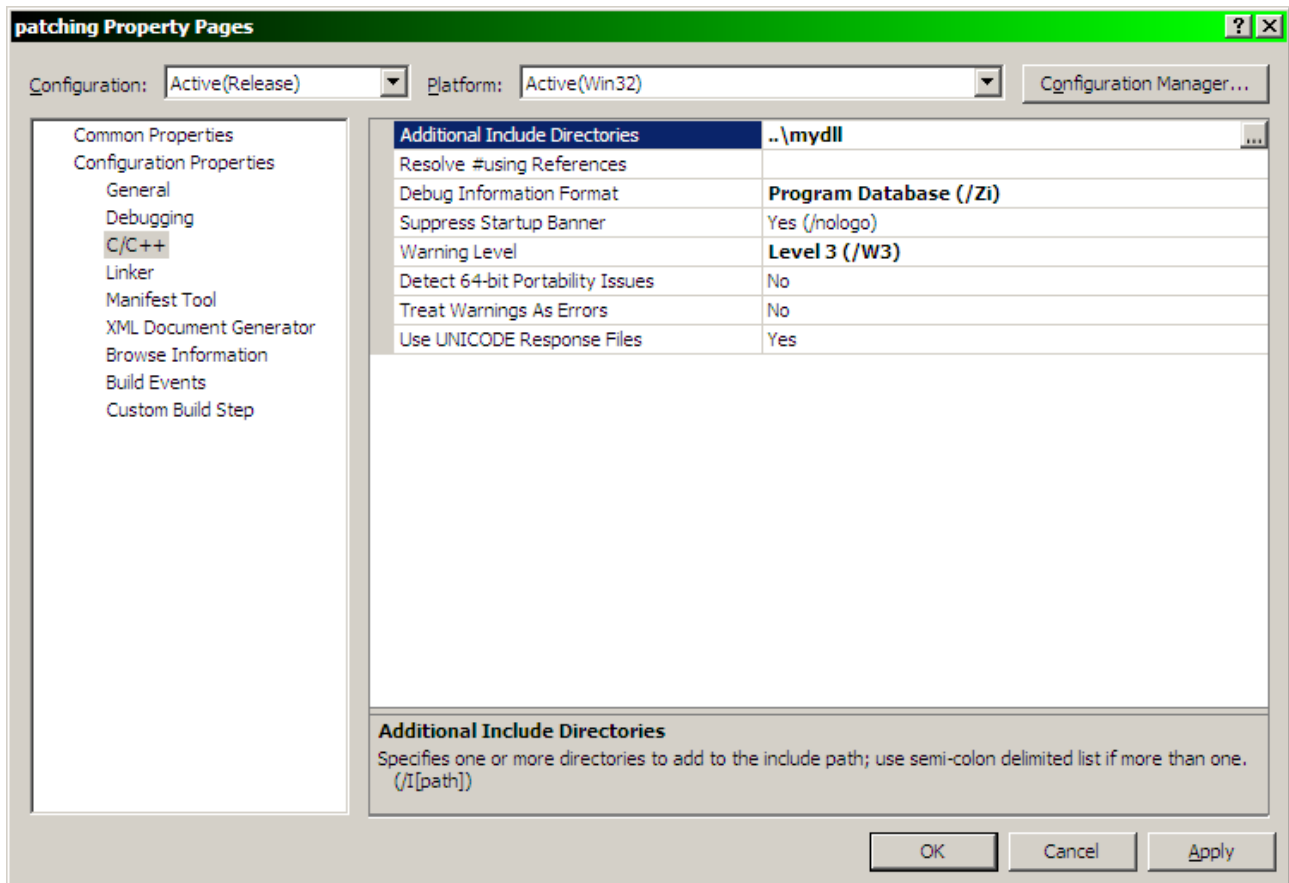 patching Property Pages
Configuration: Active(Release) Platform: Active(Win32) Configuration Manager...
Common Properties
Configuration Properties
General
Debugging
C/C++
Linker
Manifest Tool
XML Document Generator
Browse Information
Build Events
Custom Build Step
Additional Include Directories ..\mydll ...
Resolve #using References
Debug Information Format Program Database (/Zi)
Suppress Startup Banner Yes (/nologo)
Warning Level Level 3 (/W3)
Detect 64-bit Portability Issues No
Treat Warnings As Errors No
Use UNICODE Response Files Yes
Additional Include Directories
Specifies one or more directories to add to the include path; use semi-colon delimited list if more than one.
(/I[path])
OK Cancel Apply